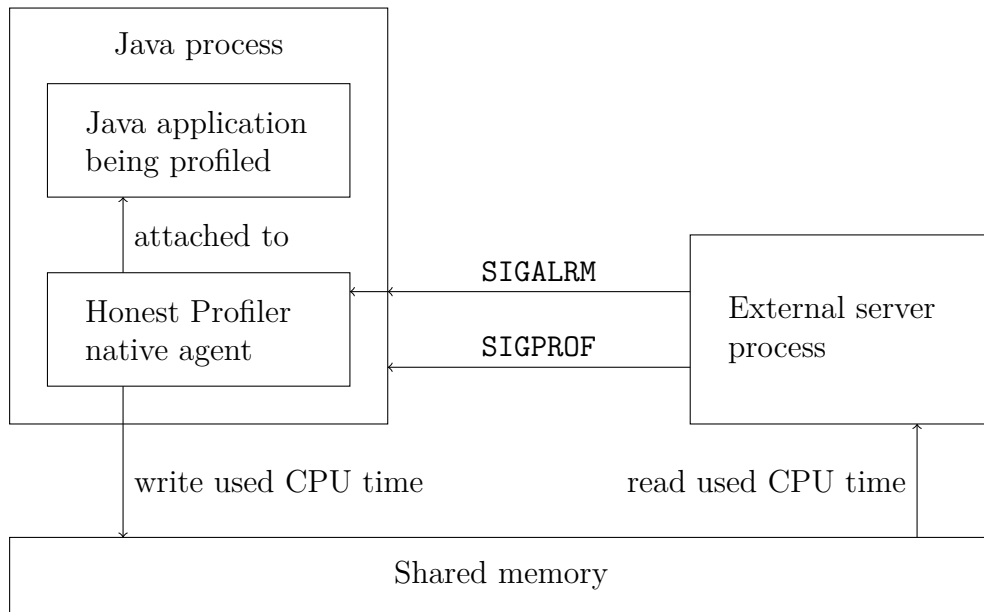 Java process
Java application
being profiled
attached to
Honest Profiler
native agent
SIGALRM
SIGPROF
External server
process
write used CPU time
read used CPU time
Shared memory